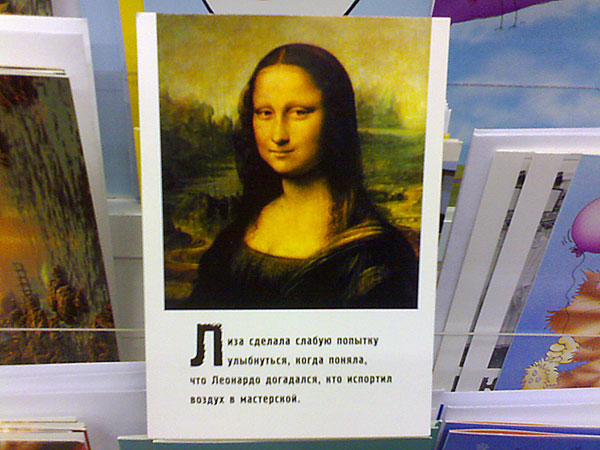 Лиза сделала слабую попытку
улыбнуться, когда поняла,
что Леонардо догадался, кто испортил
воздух в мастерской.